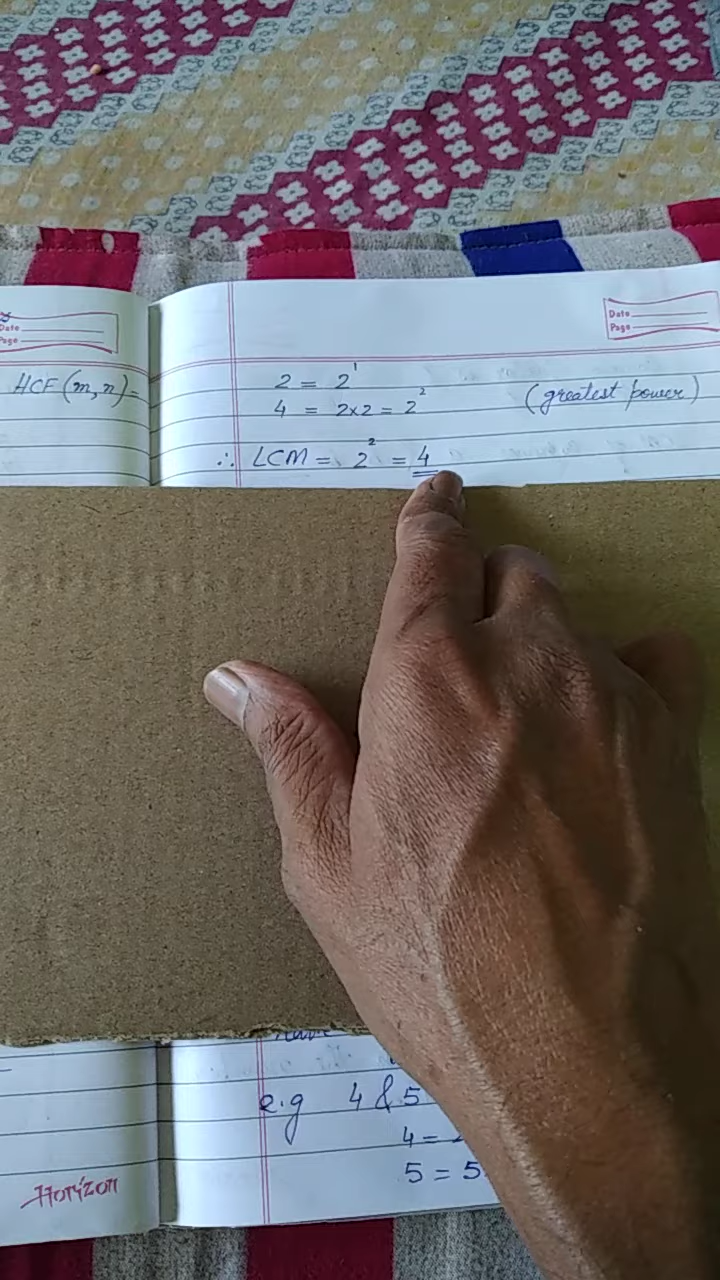 Date
Page
HCF (m, n) =
Date
Page
2 = 2¹
4 = 2×2 = 2² (greatest power)
∴ LCM = 2² = 4
e.g 4 & 5
4 =
5 = 5
Horizon